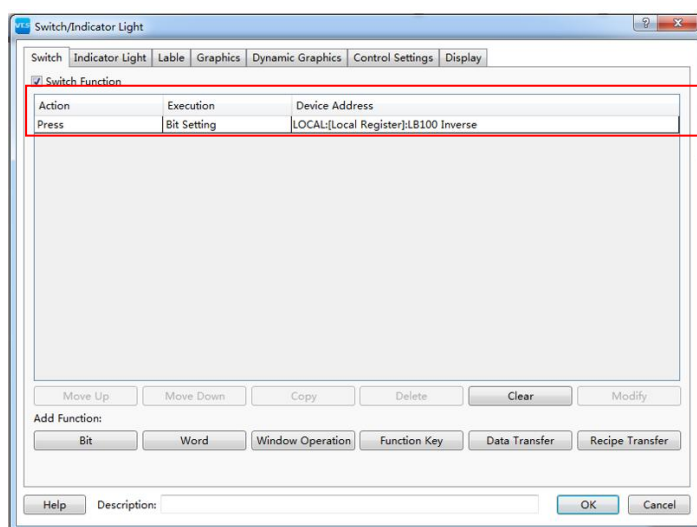 VT3 Switch/Indicator Light
Switch Indicator Light Lable Graphics Dynamic Graphics Control Settings Display
Switch Function
Action Execution Device Address
Press Bit Setting LOCAL:[Local Register]:LB100 Inverse
Move Up Move Down Copy Delete Clear Modify
Add Function:
Bit Word Window Operation Function Key Data Transfer Recipe Transfer
Help Description: OK Cancel